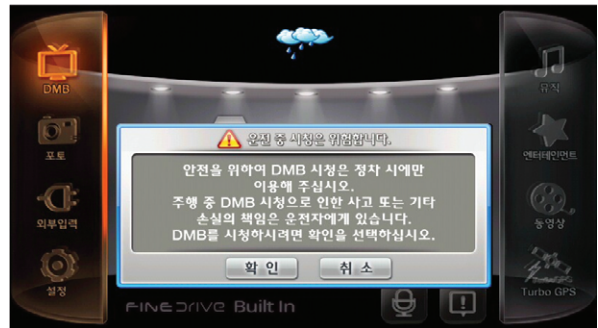 DMB
포토
외부입력
설정
운전 중 시청은 위험합니다.
안전을 위하여 DMB 시청은 정차 시에만
이용해 주십시오.
주행 중 DMB 시청으로 인한 사고 또는 기타
손실의 책임은 운전자에게 있습니다.
DMB를 시청하시려면 확인을 선택하십시오.
확 인
취 소
뮤직
엔터테인먼트
동영상
Turbo GPS
FINEDRIVE Built In